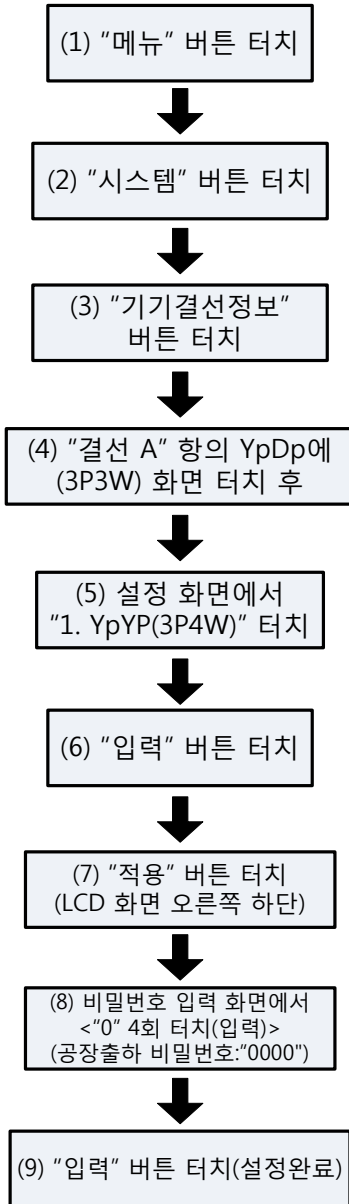 (1) "메뉴" 버튼 터치
(2) "시스템" 버튼 터치
(3) "기기결선정보"
버튼 터치
(4) "결선 A" 항의 YpDp에
(3P3W) 화면 터치 후
(5) 설정 화면에서
"1. YpYP(3P4W)" 터치
(6) "입력" 버튼 터치
(7) "적용" 버튼 터치
(LCD 화면 오른쪽 하단)
(8) 비밀번호 입력 화면에서
<"0" 4회 터치(입력)>
(공장출하 비밀번호:"0000")
(9) "입력" 버튼 터치(설정완료)